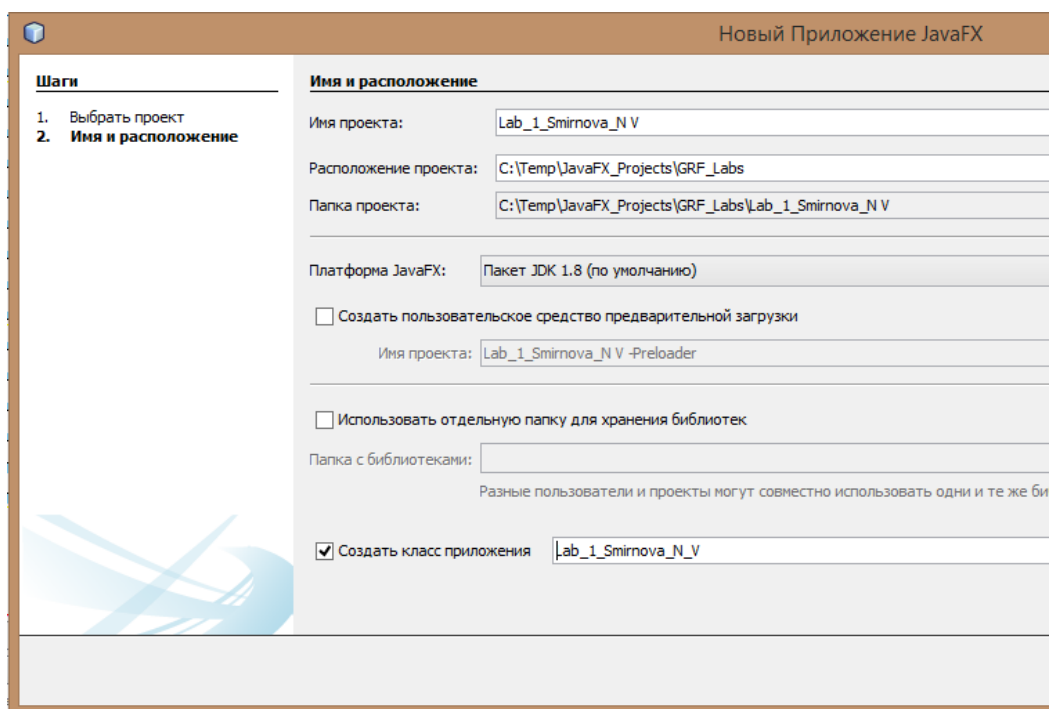 Новый Приложение JavaFX
Шаги
1. Выбрать проект
2. Имя и расположение
Имя и расположение
Имя проекта: Lab_1_Smirnova_N V
Расположение проекта: C:\Temp\JavaFX_Projects\GRF_Labs
Папка проекта: C:\Temp\JavaFX_Projects\GRF_Labs\Lab_1_Smirnova_N V
Платформа JavaFX: Пакет JDK 1.8 (по умолчанию)
Создать пользовательское средство предварительной загрузки
Имя проекта: Lab_1_Smirnova_N V -Preloader
Использовать отдельную папку для хранения библиотек
Папка с библиотеками:
Разные пользователи и проекты могут совместно использовать одни и те же би
Создать класс приложения Lab_1_Smirnova_N_V